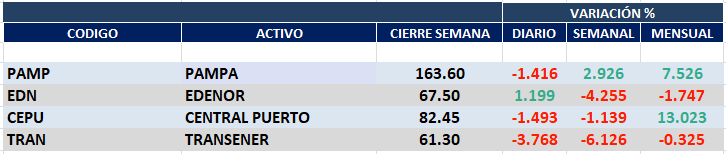 VARIACIÓN %
CODIGO ACTIVO CIERRE SEMANA DIARIO SEMANAL MENSUAL
PAMP PAMPA 163.60 -1.416 2.926 7.526
EDN EDENOR 67.50 1.199 -4.255 -1.747
CEPU CENTRAL PUERTO 82.45 -1.493 -1.139 13.023
TRAN TRANSENER 61.30 -3.768 -6.126 -0.325